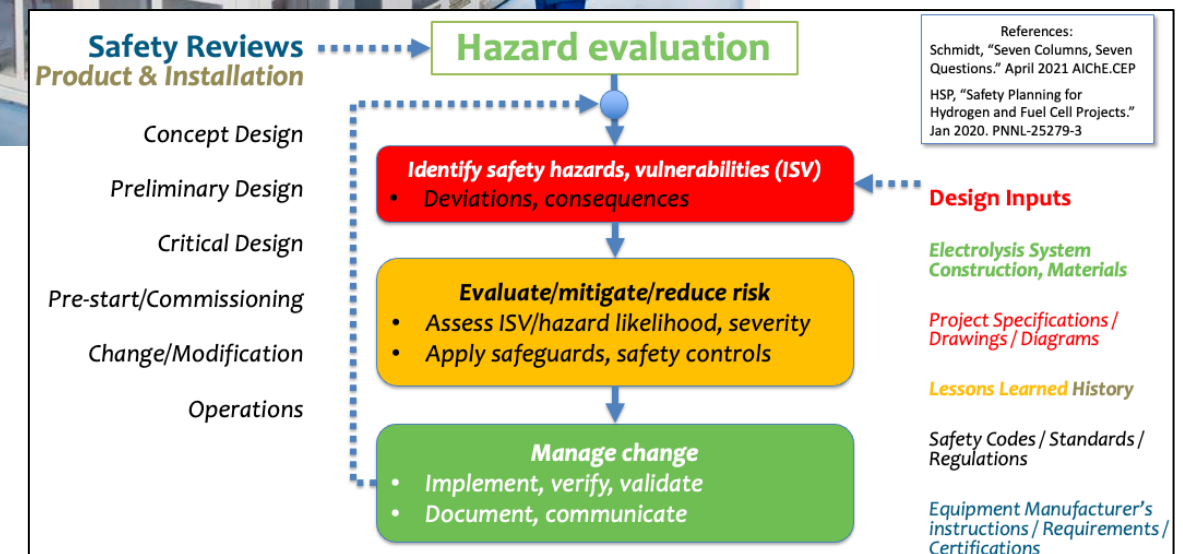 Safety Reviews
Product & Installation
Concept Design
Preliminary Design
Critical Design
Pre-start/Commissioning
Change/Modification
Operations
Hazard evaluation
Identify safety hazards, vulnerabilities (ISV)
• Deviations, consequences
Evaluate/mitigate/reduce risk
• Assess ISV/hazard likelihood, severity
• Apply safeguards, safety controls
Manage change
• Implement, verify, validate
• Document, communicate
References:
Schmidt, “Seven Columns, Seven
Questions.” April 2021 AIChE.CEP
HSP, “Safety Planning for
Hydrogen and Fuel Cell Projects.”
Jan 2020. PNNL-25279-3
Design Inputs
Electrolysis System
Construction, Materials
Project Specifications /
Drawings / Diagrams
Lessons Learned History
Safety Codes / Standards /
Regulations
Equipment Manufacturer’s
instructions / Requirements /
Certifications